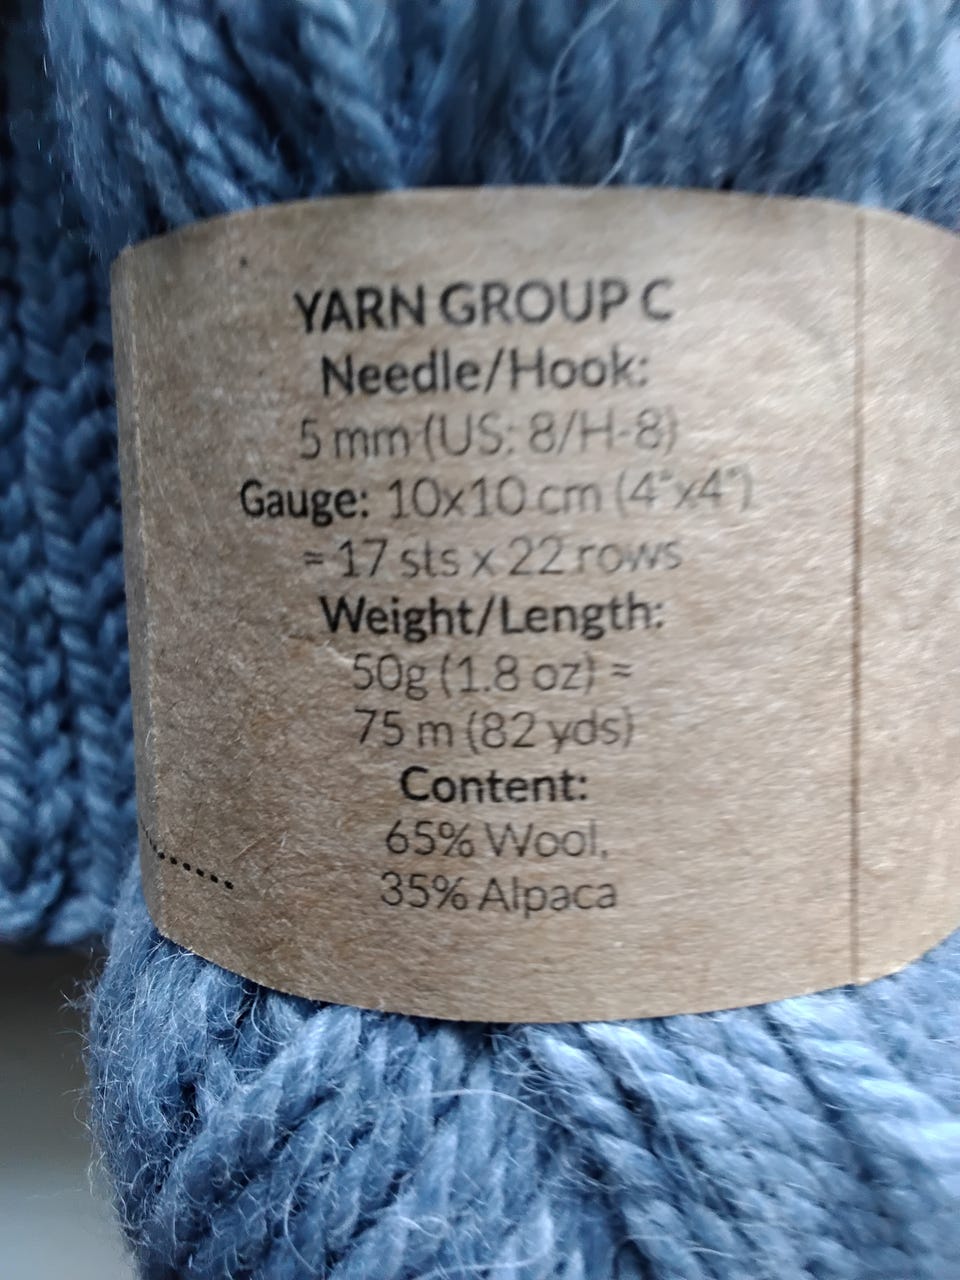 YARN GROUP C
Needle/Hook:
5 mm (US: 8/H-8)
Gauge: 10x10 cm (4"x4")
= 17 sts x 22 rows
Weight/Length:
50g (1.8 oz) ≈
75 m (82 yds)
Content:
65% Wool,
35% Alpaca